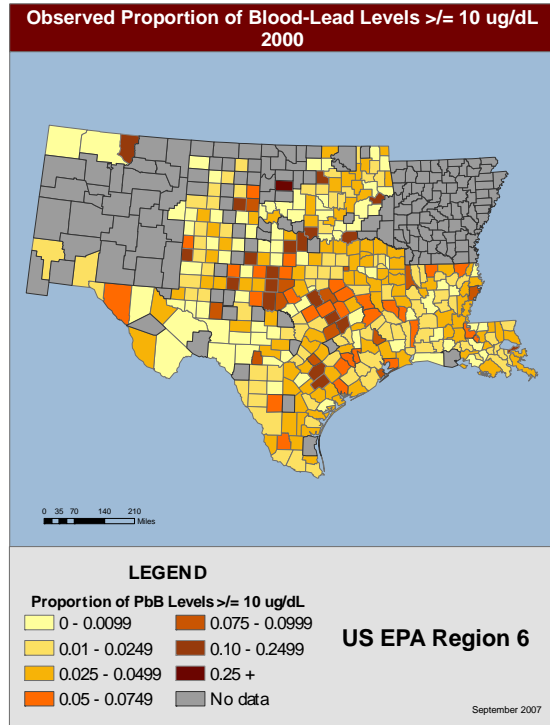 Observed Proportion of Blood-Lead Levels >/= 10 ug/dL
2000
0 35 70 140 210
Miles
LEGEND
Proportion of PbB Levels >/= 10 ug/dL
0 - 0.0099
0.01 - 0.0249
0.025 - 0.0499
0.05 - 0.0749
0.075 - 0.0999
0.10 - 0.2499
0.25 +
No data
US EPA Region 6
September 2007